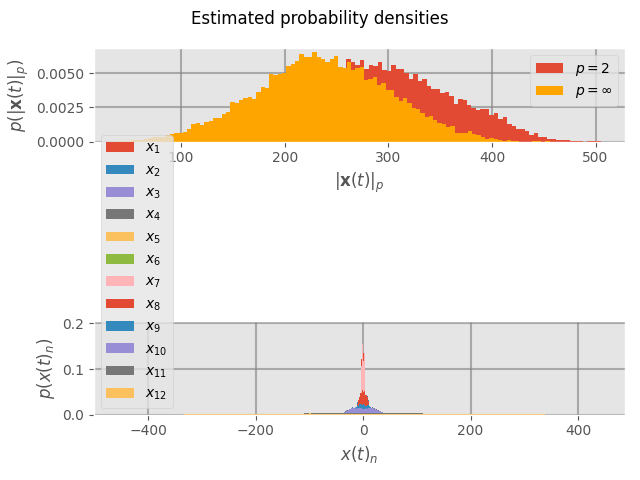 Estimated probability densities
p(|x(t)|ₚ)
0.0050
0.0025
0.0000
p = 2
p = ∞
100 200 300 400 500
|x(t)|ₚ
x₁
x₂
x₃
x₄
x₅
x₆
x₇
x₈
x₉
x₁₀
x₁₁
x₁₂
p(x(t)ₙ)
0.2
0.1
0.0
−400 −200 0 200 400
x(t)ₙ